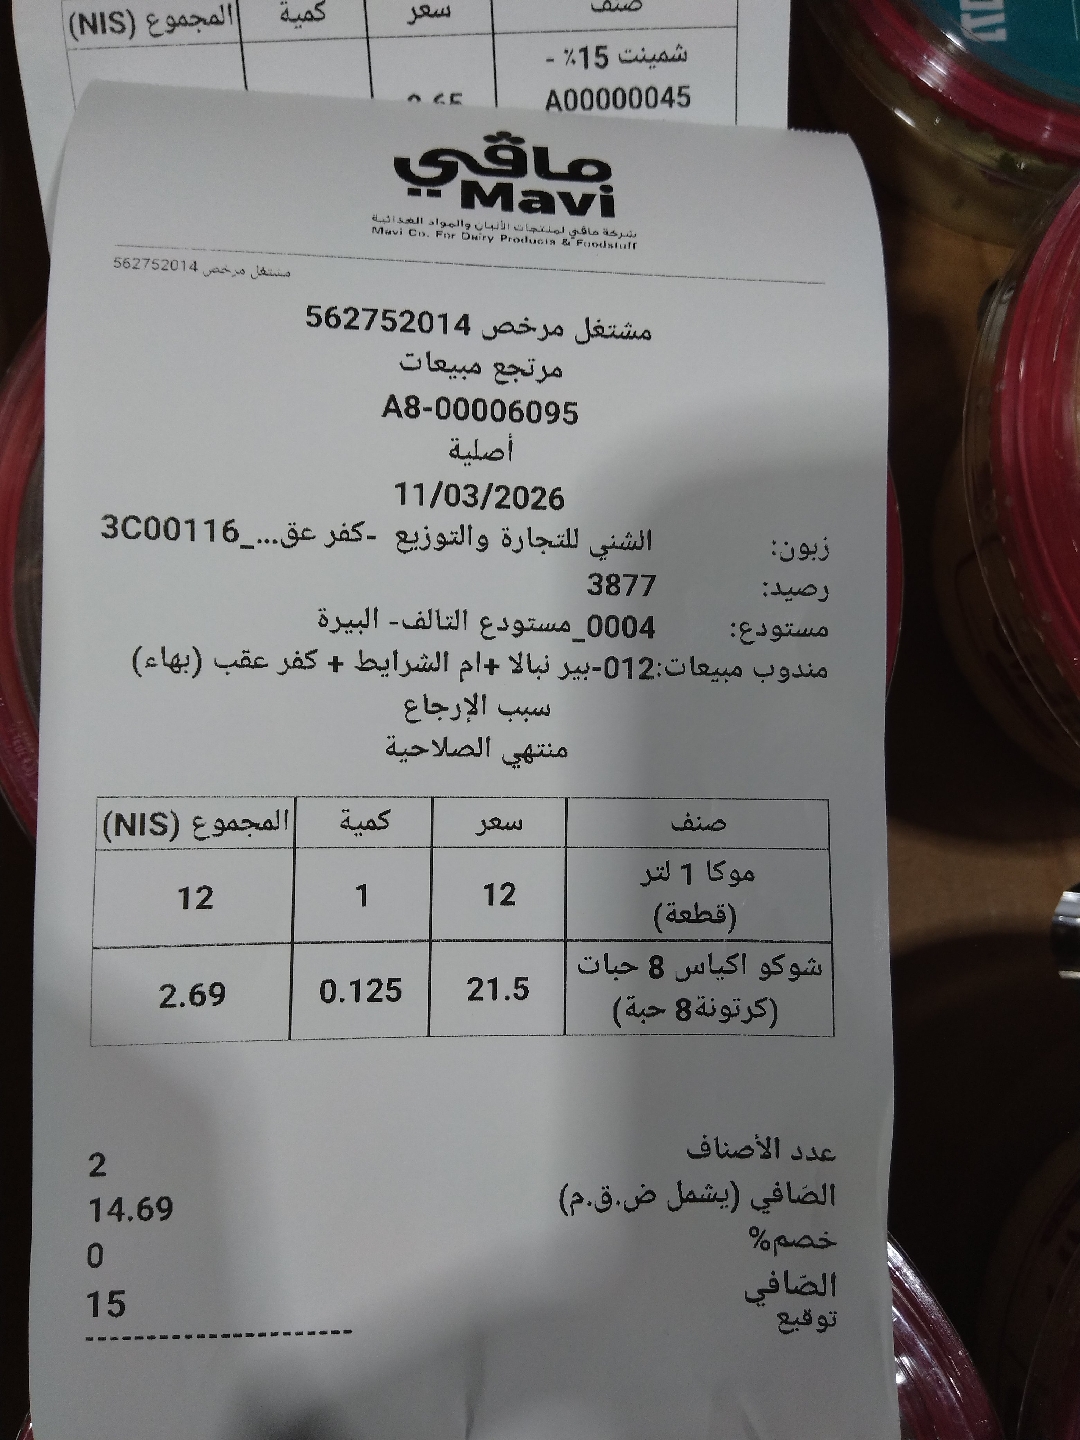 صنف سعر كمية المجموع (NIS)
شمينت 15٪ -
A00000045
ماڤي
Mavi
شركة ماڤي لمنتجات الألبان والمواد الغذائية
Mavi Co. For Dairy Products & Foodstuff
مشتغل مرخص 562752014
مشتغل مرخص 562752014
مرتجع مبيعات
A8-00006095
أصلية
11/03/2026
زبون: الشني للتجارة والتوزيع -كفر عق..._3C00116
رصيد: 3877
مستودع: 0004_مستودع التالف- البيرة
مندوب مبيعات:012-بير نبالا +ام الشرايط + كفر عقب (بهاء)
سبب الإرجاع
منتهي الصلاحية
صنف سعر كمية المجموع (NIS)
موكا 1 لتر
(قطعة) 12 1 12
شوكو اكياس 8 حبات
(كرتونة8 حبة) 21.5 0.125 2.69
عدد الأصناف 2
الصَافي (يشمل ض.ق.م) 14.69
خصم% 0
الصَافي 15
توقيع --------------------